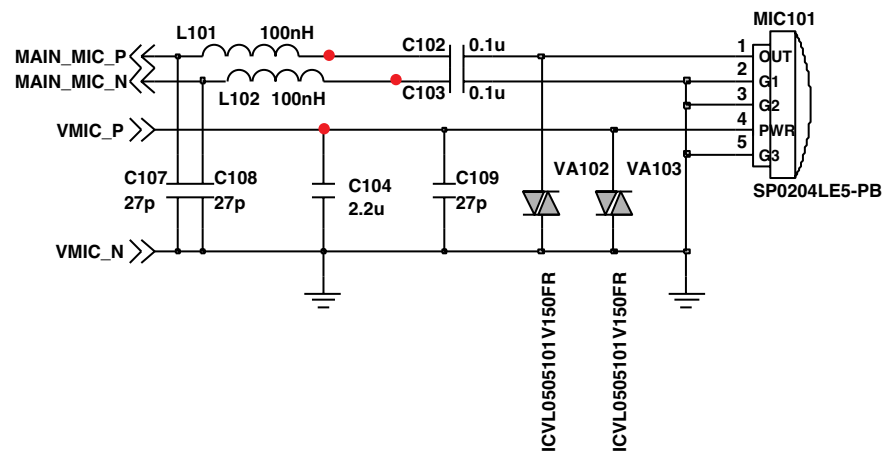 MIC101
L101 100nH
C102 0.1u
MAIN_MIC_P
1 OUT
MAIN_MIC_N
2 G1
L102 100nH
C103 0.1u
3 G2
VMIC_P
4 PWR
5 G3
C107
27p
C108
27p
C104
2.2u
C109
27p
VA102
VA103
SP0204LE5-PB
VMIC_N
ICVL0505101V150FR
ICVL0505101V150FR